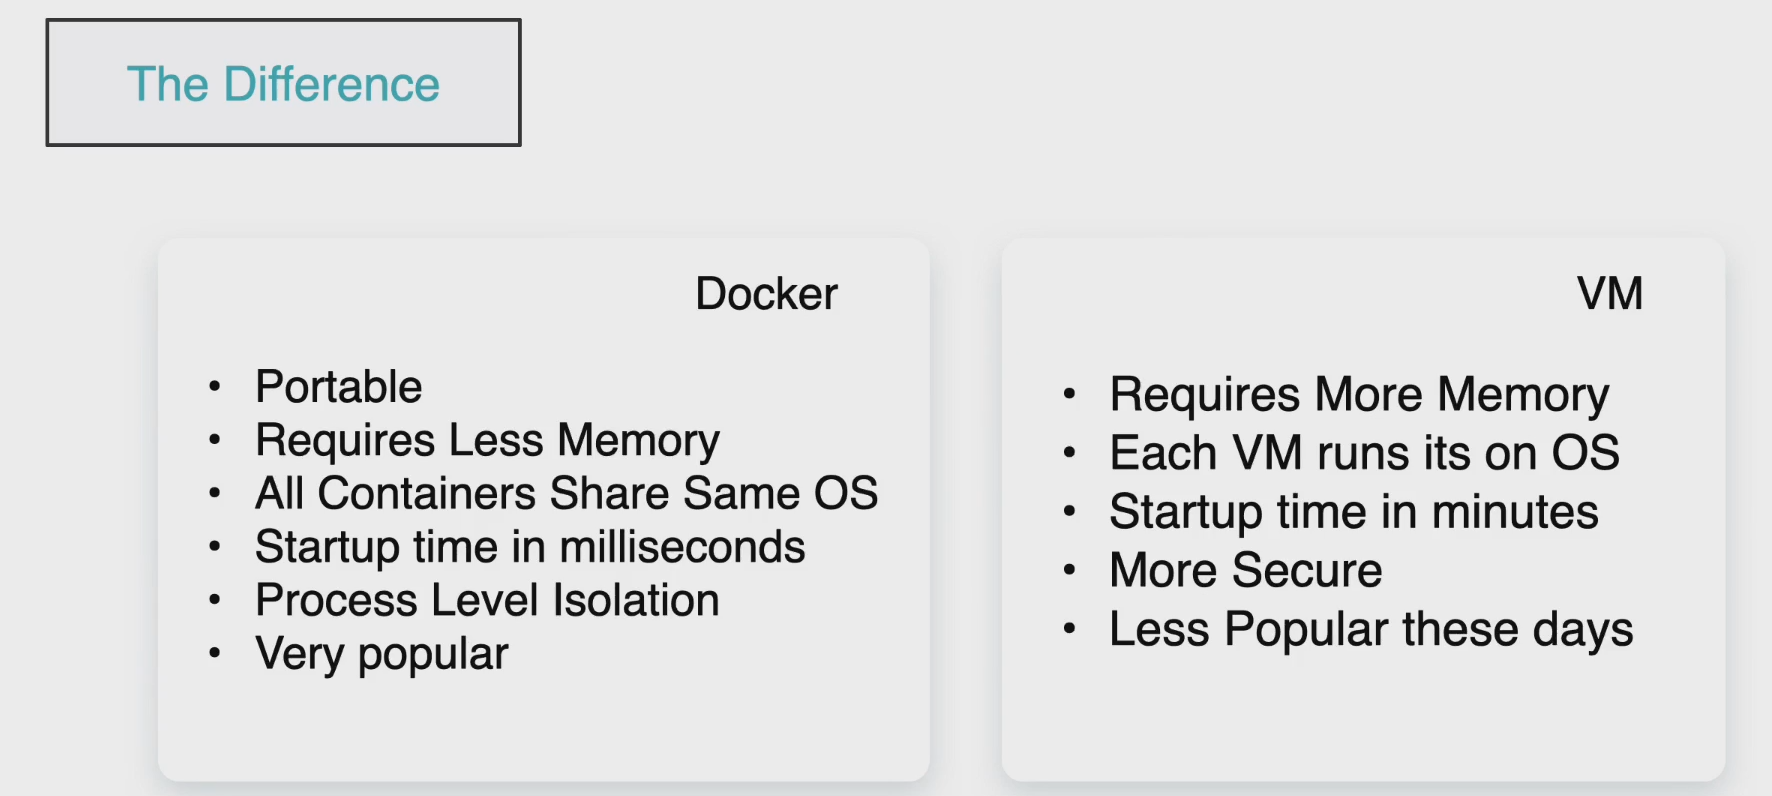 The Difference
Docker
• Portable
• Requires Less Memory
• All Containers Share Same OS
• Startup time in milliseconds
• Process Level Isolation
• Very popular
VM
• Requires More Memory
• Each VM runs its on OS
• Startup time in minutes
• More Secure
• Less Popular these days